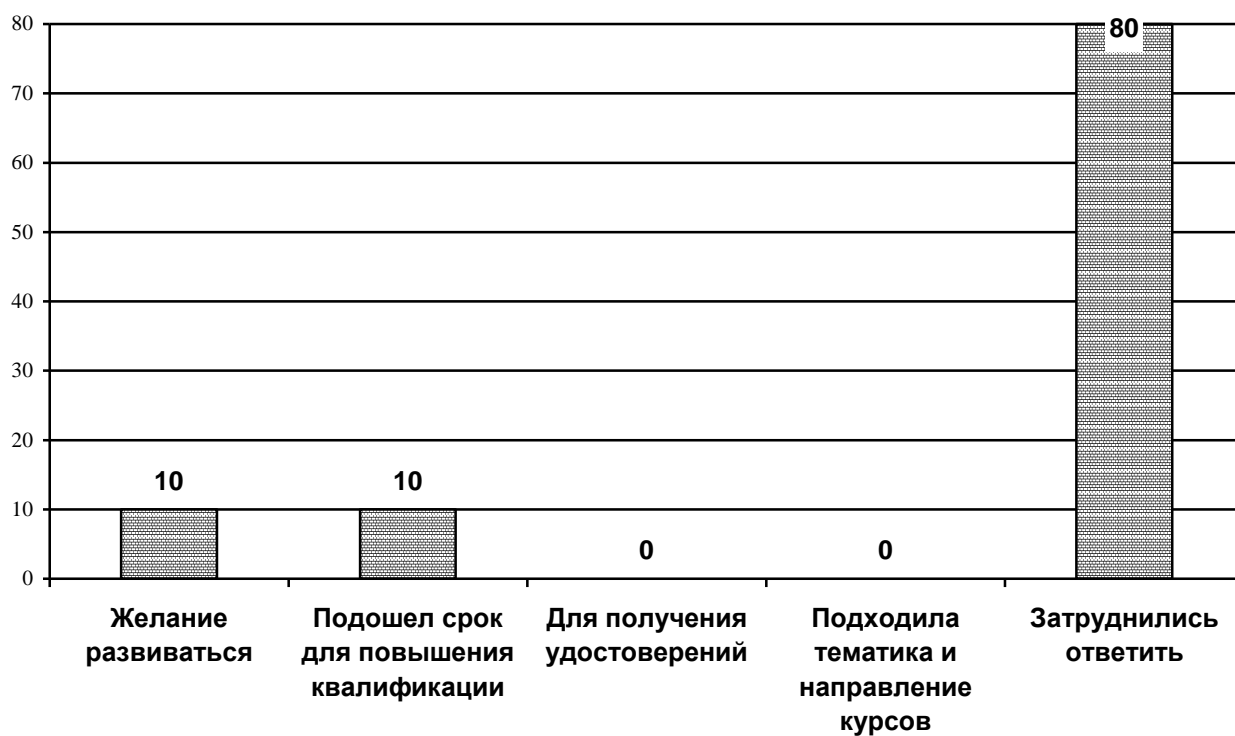 80
70
60
50
40
30
20
10
0
10
10
0
0
80
Желание
развиваться
Подошел срок
для повышения
квалификации
Для получения
удостоверений
Подходила
тематика и
направление
курсов
Затруднились
ответить